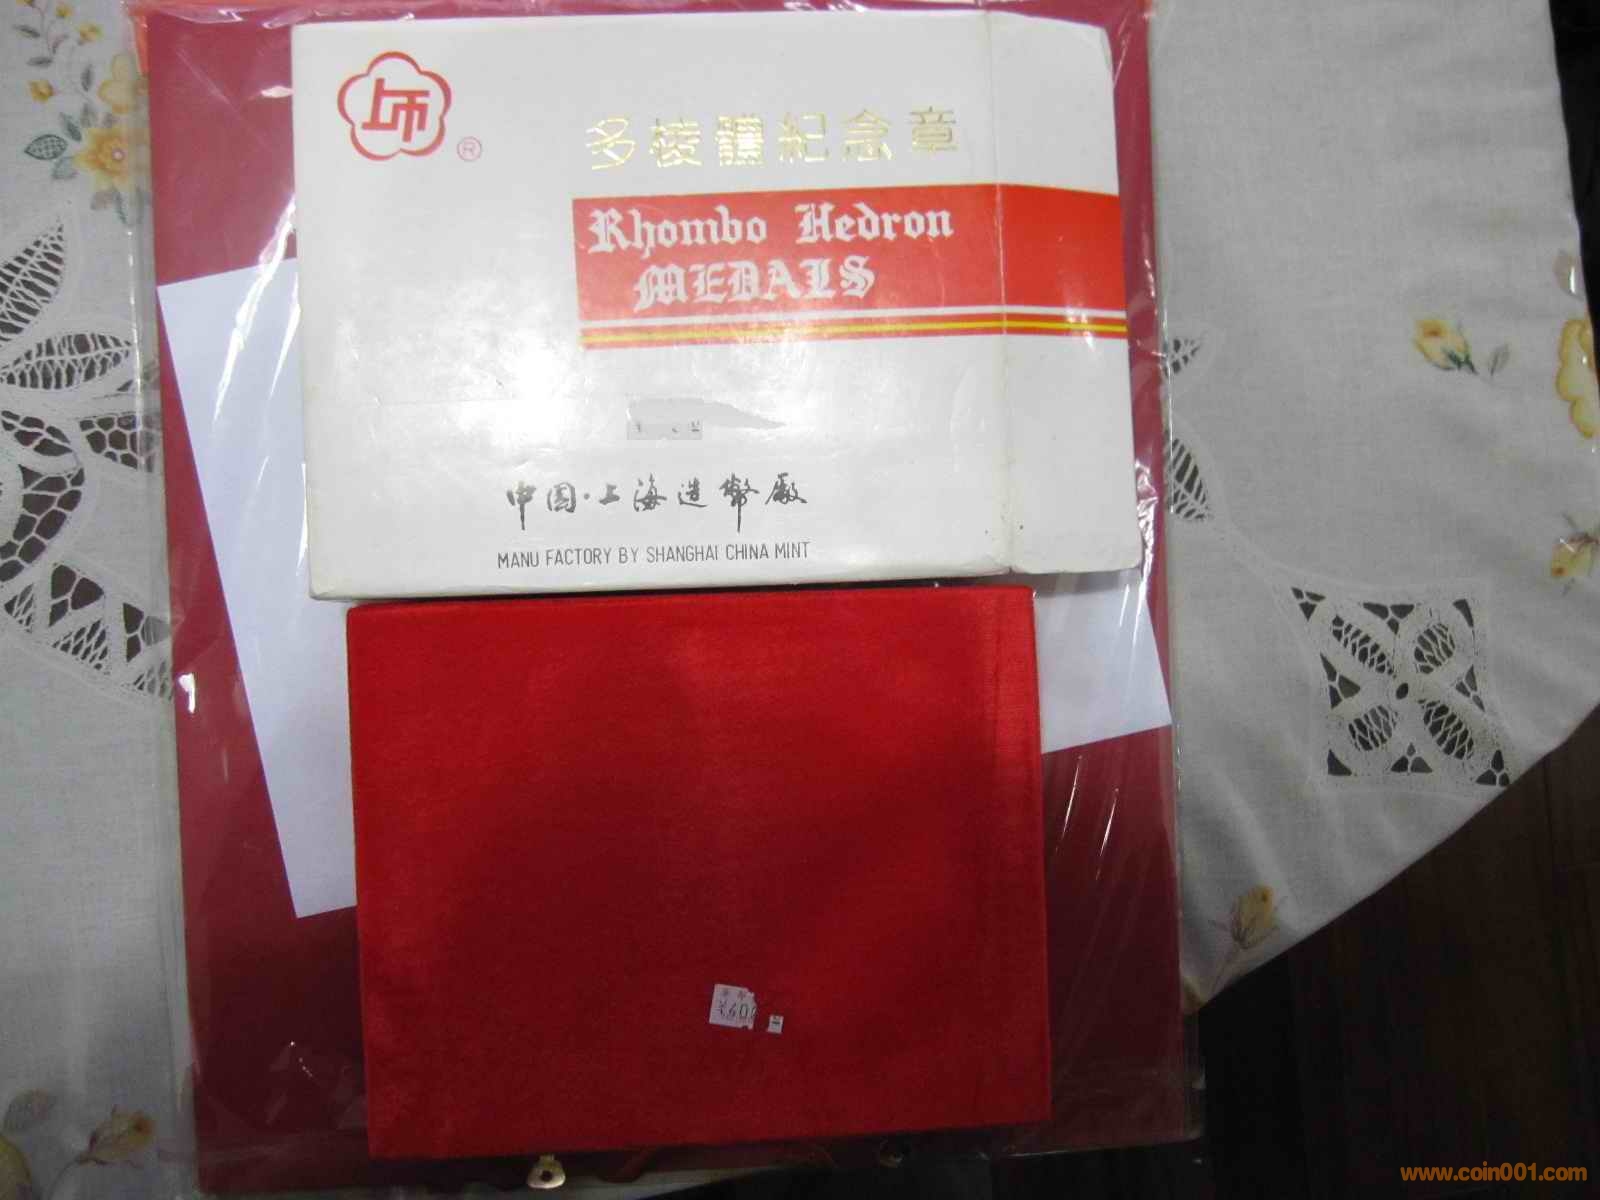 上币
®
多棱體紀念章
Rhombo Hedron
MEDALS
中国·上海造幣廠
MANU FACTORY BY SHANGHAI CHINA MINT
www.coin001.com